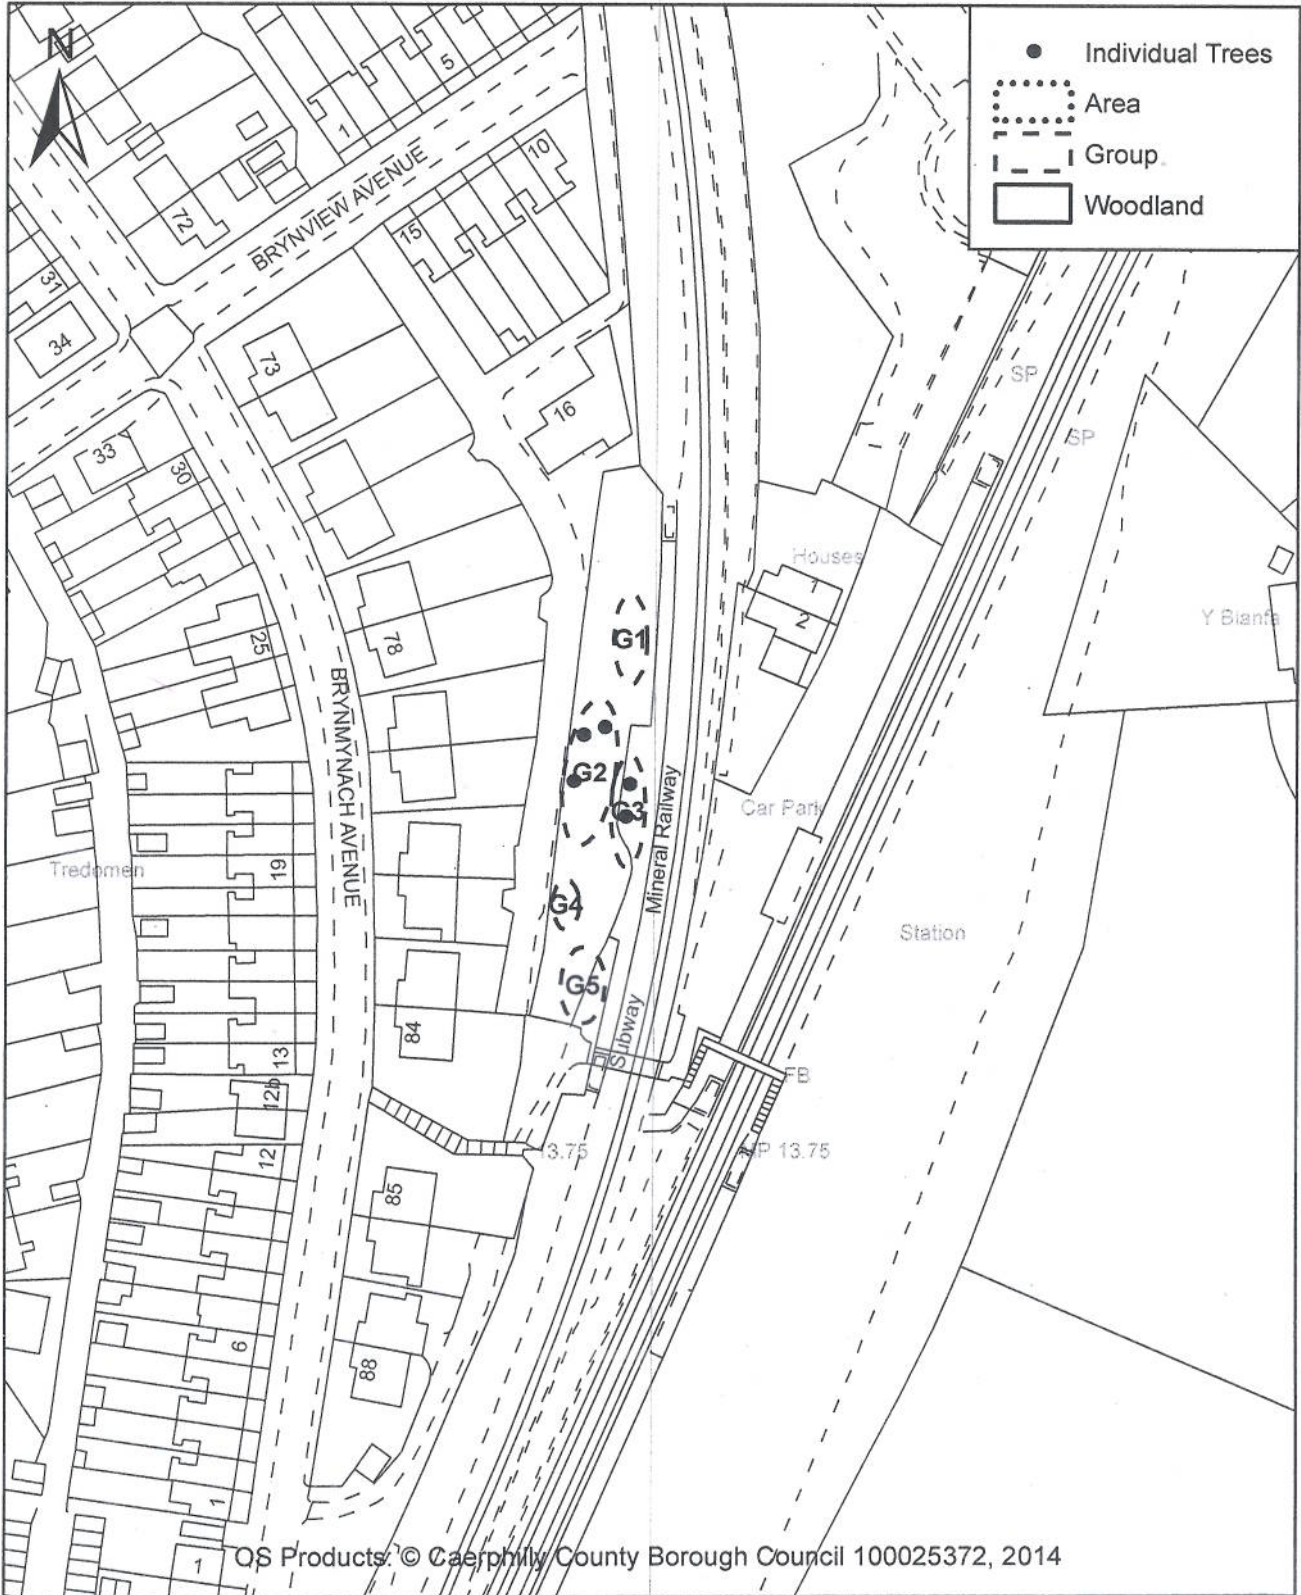 N
Individual Trees
Area
Group
Woodland
5
1
10
BRYNVIEW AVENUE
72
15
31
34
73
SP
16
SP
33
30
Houses
1
2
Y Bianfa
G1
25
78
BRYNMYNACH AVENUE
G2
G3
Mineral Railway
Car Park
Tredomen
19
G4
Station
G5
Subway
84
13
FB
12b
12
13.75
MP 13.75
85
6
88
1
1
OS Products: © Caerphilly County Borough Council 100025372, 2014